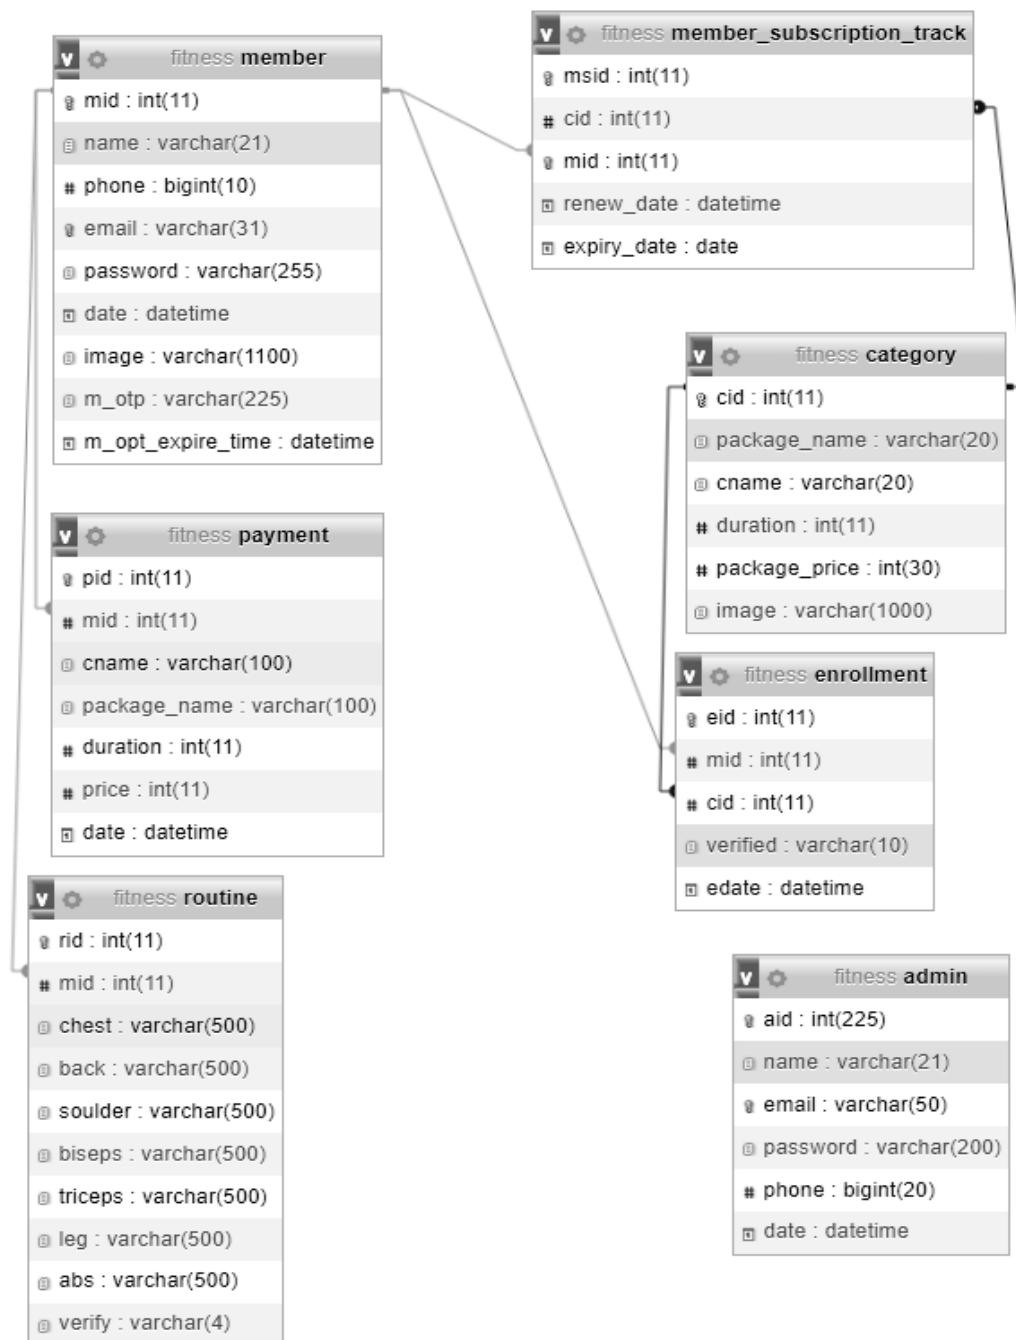 fitness member
mid : int(11)
name : varchar(21)
phone : bigint(10)
email : varchar(31)
password : varchar(255)
date : datetime
image : varchar(1100)
m_otp : varchar(225)
m_opt_expire_time : datetime
fitness member_subscription_track
msid : int(11)
cid : int(11)
mid : int(11)
renew_date : datetime
expiry_date : date
fitness category
cid : int(11)
package_name : varchar(20)
cname : varchar(20)
duration : int(11)
package_price : int(30)
image : varchar(1000)
fitness payment
pid : int(11)
mid : int(11)
cname : varchar(100)
package_name : varchar(100)
duration : int(11)
price : int(11)
date : datetime
fitness enrollment
eid : int(11)
mid : int(11)
cid : int(11)
verified : varchar(10)
edate : datetime
fitness routine
rid : int(11)
mid : int(11)
chest : varchar(500)
back : varchar(500)
soulder : varchar(500)
biseps : varchar(500)
triceps : varchar(500)
leg : varchar(500)
abs : varchar(500)
verify : varchar(4)
fitness admin
aid : int(225)
name : varchar(21)
email : varchar(50)
password : varchar(200)
phone : bigint(20)
date : datetime